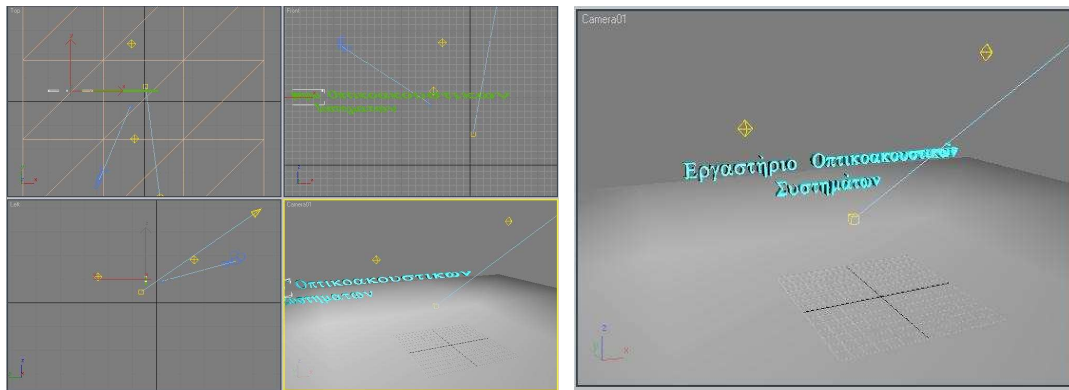 Top
Front
Left
Camera01
Οπτικοακουστικων
Camera01
Εργαστήριο Οπτικοακουστικών
Συστημάτων